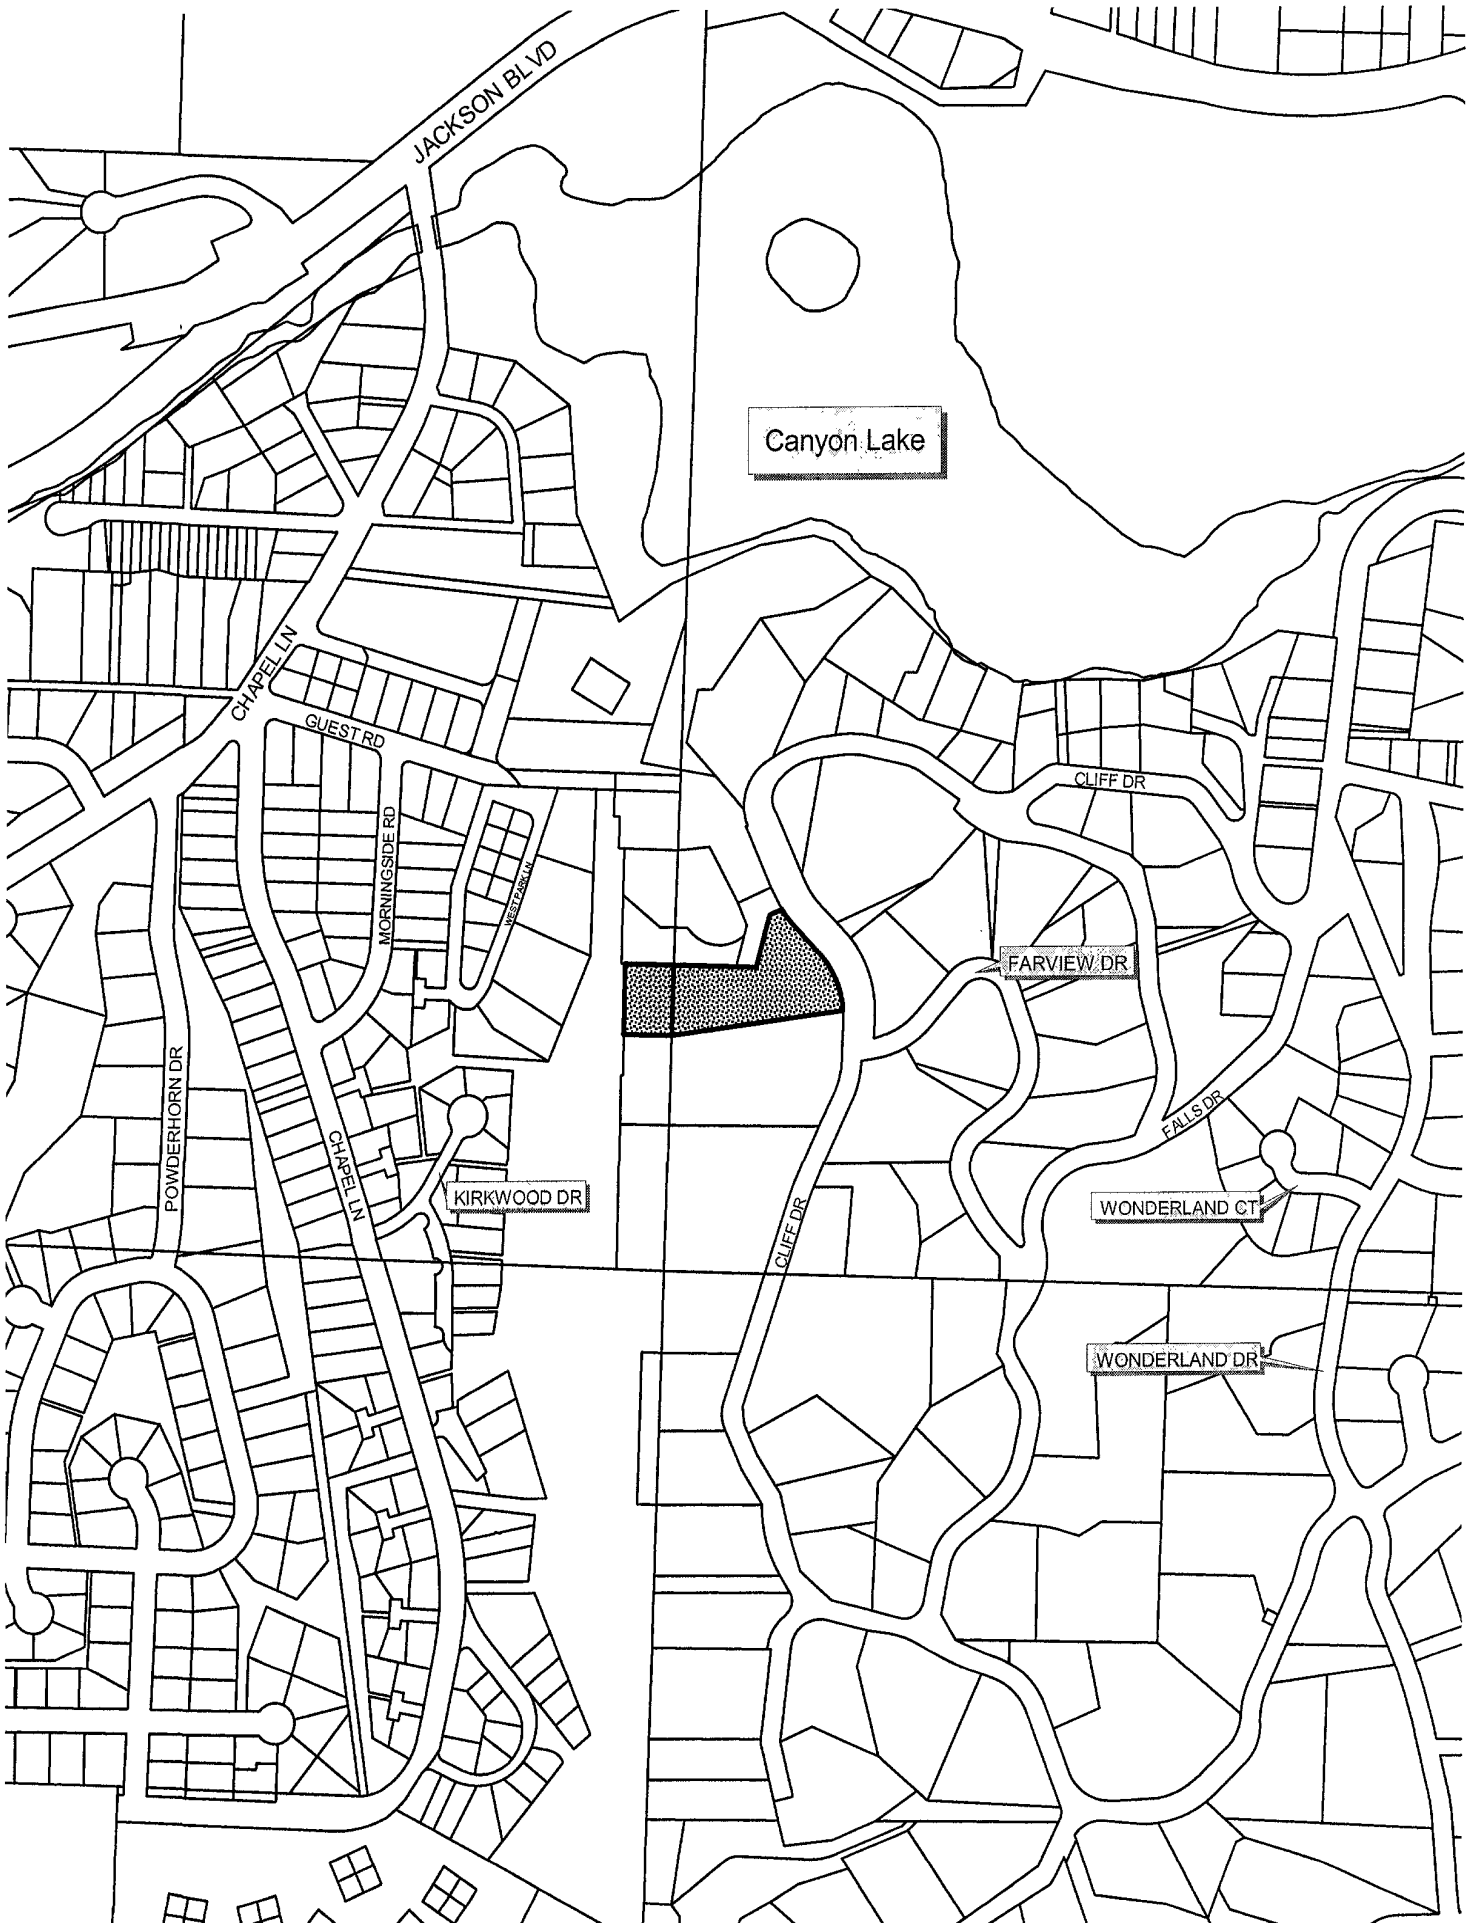 JACKSON BLVD
Canyon Lake
CHAPEL LN
GUEST RD
CLIFF DR
MORNINGSIDE RD
WEST PARK LN
FARVIEW DR
POWDERHORN DR
FALLS DR
CHAPEL LN
KIRKWOOD DR
WONDERLAND CT
CLIFF DR
WONDERLAND DR